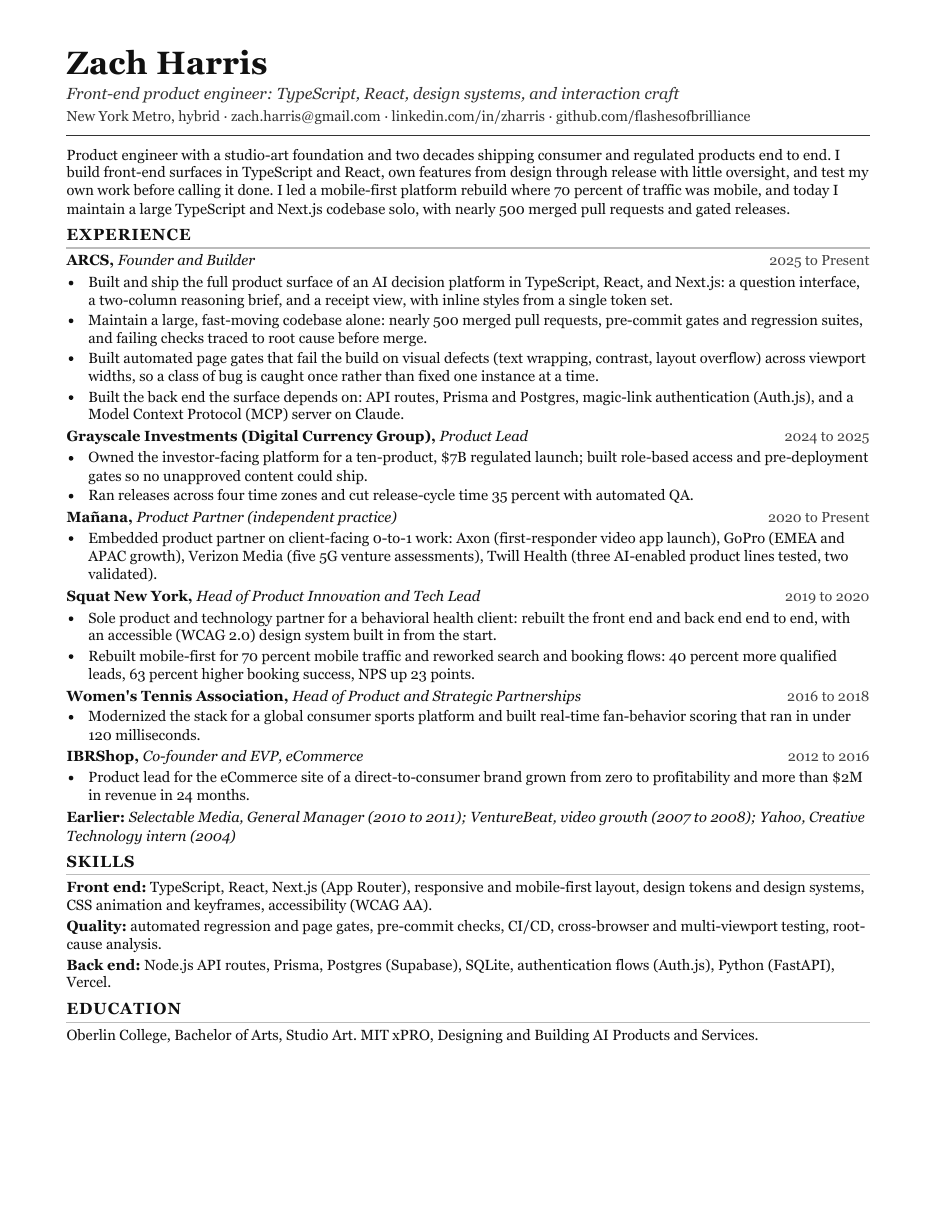 Zach Harris
Front-end product engineer: TypeScript, React, design systems, and interaction craft
New York Metro, hybrid · zach.harris@gmail.com · linkedin.com/in/zharris · github.com/flashesofbrilliance
Product engineer with a studio-art foundation and two decades shipping consumer and regulated products end to end. I
build front-end surfaces in TypeScript and React, own features from design through release with little oversight, and test my
own work before calling it done. I led a mobile-first platform rebuild where 70 percent of traffic was mobile, and today I
maintain a large TypeScript and Next.js codebase solo, with nearly 500 merged pull requests and gated releases.
EXPERIENCE
ARCS, Founder and Builder 2025 to Present
• Built and ship the full product surface of an AI decision platform in TypeScript, React, and Next.js: a question interface,
a two-column reasoning brief, and a receipt view, with inline styles from a single token set.
• Maintain a large, fast-moving codebase alone: nearly 500 merged pull requests, pre-commit gates and regression suites,
and failing checks traced to root cause before merge.
• Built automated page gates that fail the build on visual defects (text wrapping, contrast, layout overflow) across viewport
widths, so a class of bug is caught once rather than fixed one instance at a time.
• Built the back end the surface depends on: API routes, Prisma and Postgres, magic-link authentication (Auth.js), and a
Model Context Protocol (MCP) server on Claude.
Grayscale Investments (Digital Currency Group), Product Lead 2024 to 2025
• Owned the investor-facing platform for a ten-product, $7B regulated launch; built role-based access and pre-deployment
gates so no unapproved content could ship.
• Ran releases across four time zones and cut release-cycle time 35 percent with automated QA.
Mañana, Product Partner (independent practice) 2020 to Present
• Embedded product partner on client-facing 0-to-1 work: Axon (first-responder video app launch), GoPro (EMEA and
APAC growth), Verizon Media (five 5G venture assessments), Twill Health (three AI-enabled product lines tested, two
validated).
Squat New York, Head of Product Innovation and Tech Lead 2019 to 2020
• Sole product and technology partner for a behavioral health client: rebuilt the front end and back end end to end, with
an accessible (WCAG 2.0) design system built in from the start.
• Rebuilt mobile-first for 70 percent mobile traffic and reworked search and booking flows: 40 percent more qualified
leads, 63 percent higher booking success, NPS up 23 points.
Women's Tennis Association, Head of Product and Strategic Partnerships 2016 to 2018
• Modernized the stack for a global consumer sports platform and built real-time fan-behavior scoring that ran in under
120 milliseconds.
IBRShop, Co-founder and EVP, eCommerce 2012 to 2016
• Product lead for the eCommerce site of a direct-to-consumer brand grown from zero to profitability and more than $2M
in revenue in 24 months.
Earlier: Selectable Media, General Manager (2010 to 2011); VentureBeat, video growth (2007 to 2008); Yahoo, Creative
Technology intern (2004)
SKILLS
Front end: TypeScript, React, Next.js (App Router), responsive and mobile-first layout, design tokens and design systems,
CSS animation and keyframes, accessibility (WCAG AA).
Quality: automated regression and page gates, pre-commit checks, CI/CD, cross-browser and multi-viewport testing, root-
cause analysis.
Back end: Node.js API routes, Prisma, Postgres (Supabase), SQLite, authentication flows (Auth.js), Python (FastAPI),
Vercel.
EDUCATION
Oberlin College, Bachelor of Arts, Studio Art. MIT xPRO, Designing and Building AI Products and Services.